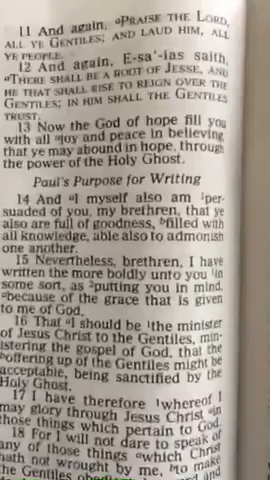 11 And again, ᵃPRAISE THE LORD,
ALL YE GENTILES; AND LAUD HIM, ALL
YE PEOPLE.
12 And again, E-sa'-ias saith,
ᵃTHERE SHALL BE A ROOT OF JESSE, AND
HE THAT SHALL RISE TO REIGN OVER THE
GENTILES; IN HIM SHALL THE GENTILES
TRUST.
13 Now the God of hope fill you
with all ᵃjoy and peace in believing
that ye may abound in hope, through
the power of the Holy Ghost.
Paul's Purpose for Writing
14 And ᵃI myself also am ¹per-
suaded of you, my brethren, that ye
also are full of goodness, ᵇfilled with
all knowledge, able also to admonish
one another.
15 Nevertheless, brethren, I have
written the more boldly unto you ¹in
some sort, as ²putting you in mind,
ᵃbecause of the grace that is given
to me of God.
16 That ᵃI should be ¹the minister
of Jesus Christ to the Gentiles, min-
istering the gospel of God, that the
ᵇoffering up of the Gentiles might be
acceptable, being sanctified by the
Holy Ghost.
17 I have therefore ¹whereof I
may glory through Jesus Christ ᵃin
those things which pertain to God.
18 For I will not dare to speak of
any of those things ᵃwhich Christ
hath not wrought by me, ᵇto make
the Gentiles